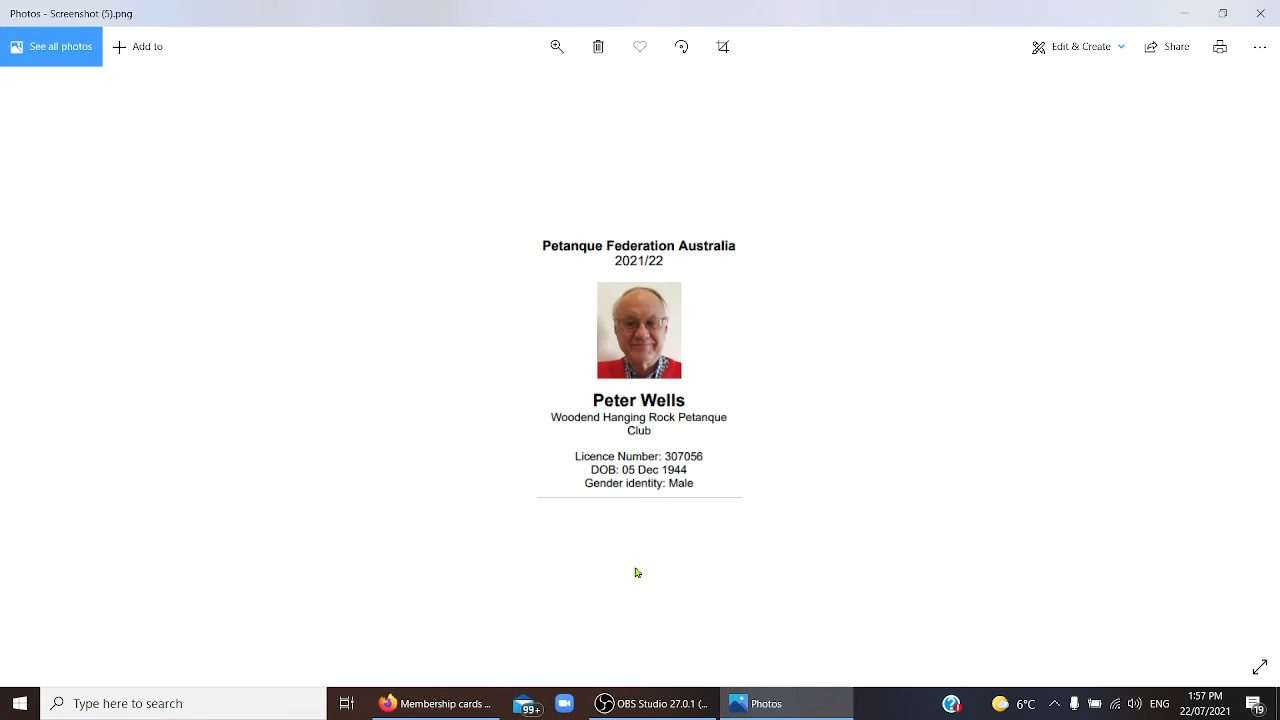 Photos - Screenshot (5).png
See all photos
Add to
Edit & Create
Share
Petanque Federation Australia
2021/22
Peter Wells
Woodend Hanging Rock Petanque
Club
Licence Number: 307056
DOB: 05 Dec 1944
Gender identity: Male
Type here to search
Membership cards ...
99+
OBS Studio 27.0.1 (...
Photos
6°C
ENG
1:57 PM
22/07/2021
19